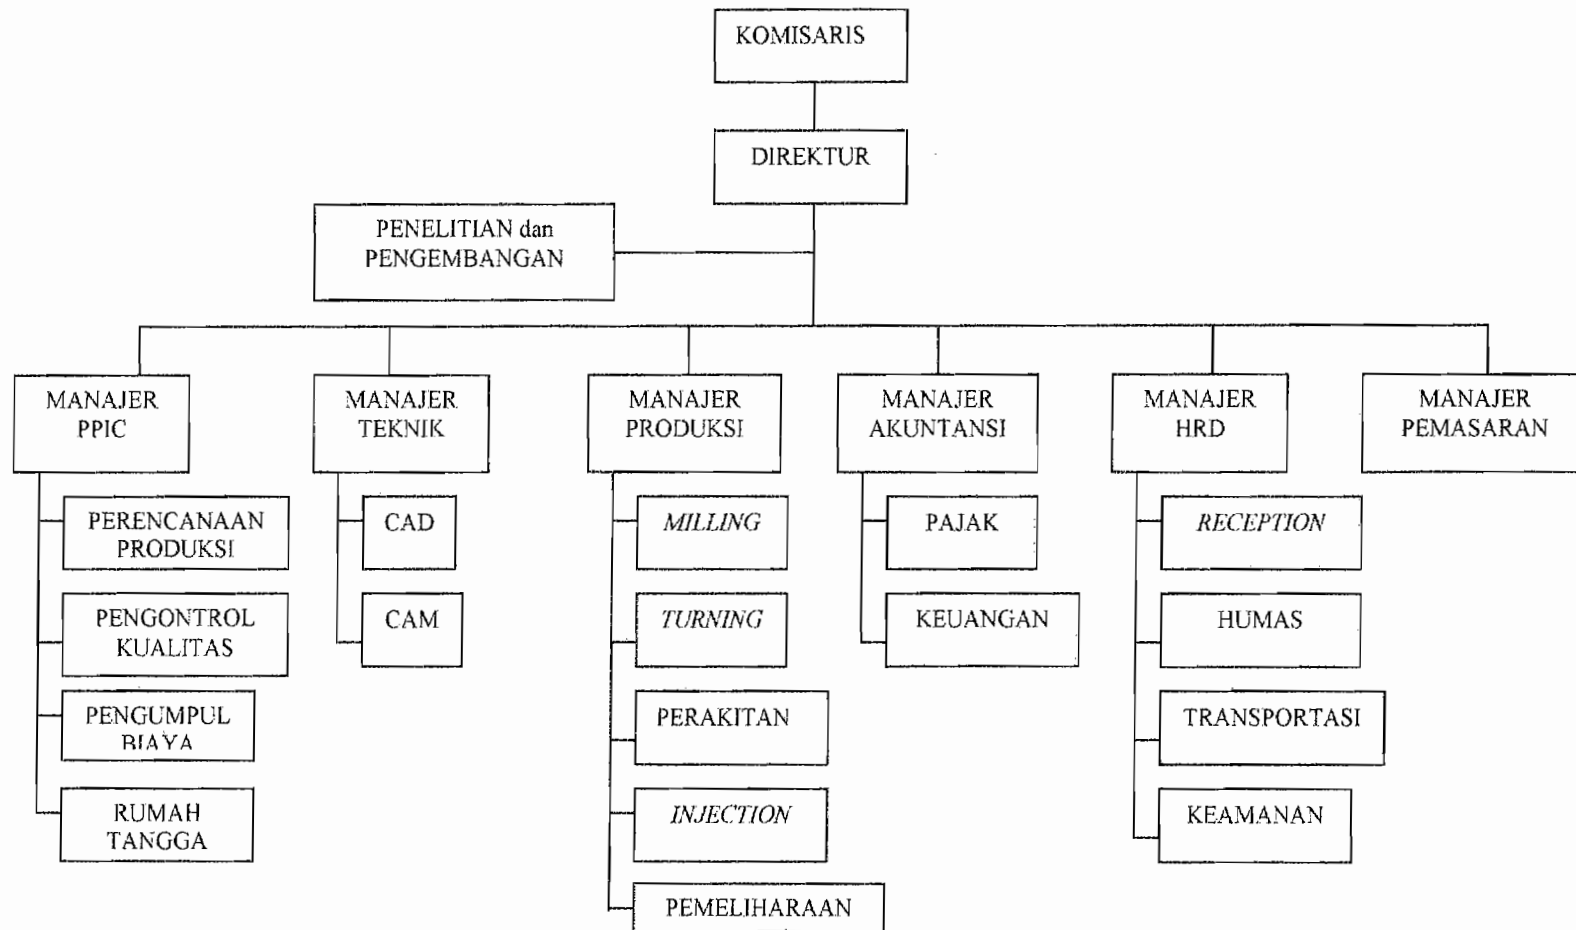 KOMISARIS
DIREKTUR
PENELITIAN dan
PENGEMBANGAN
MANAJER
PPIC
MANAJER
TEKNIK
MANAJER
PRODUKSI
MANAJER
AKUNTANSI
MANAJER
HRD
MANAJER
PEMASARAN
PERENCANAAN
PRODUKSI
PENGONTROL
KUALITAS
PENGUMPUL
BIAYA
RUMAH
TANGGA
CAD
CAM
MILLING
TURNING
PERAKITAN
INJECTION
PEMELIHARAAN
PAJAK
KEUANGAN
RECEPTION
HUMAS
TRANSPORTASI
KEAMANAN